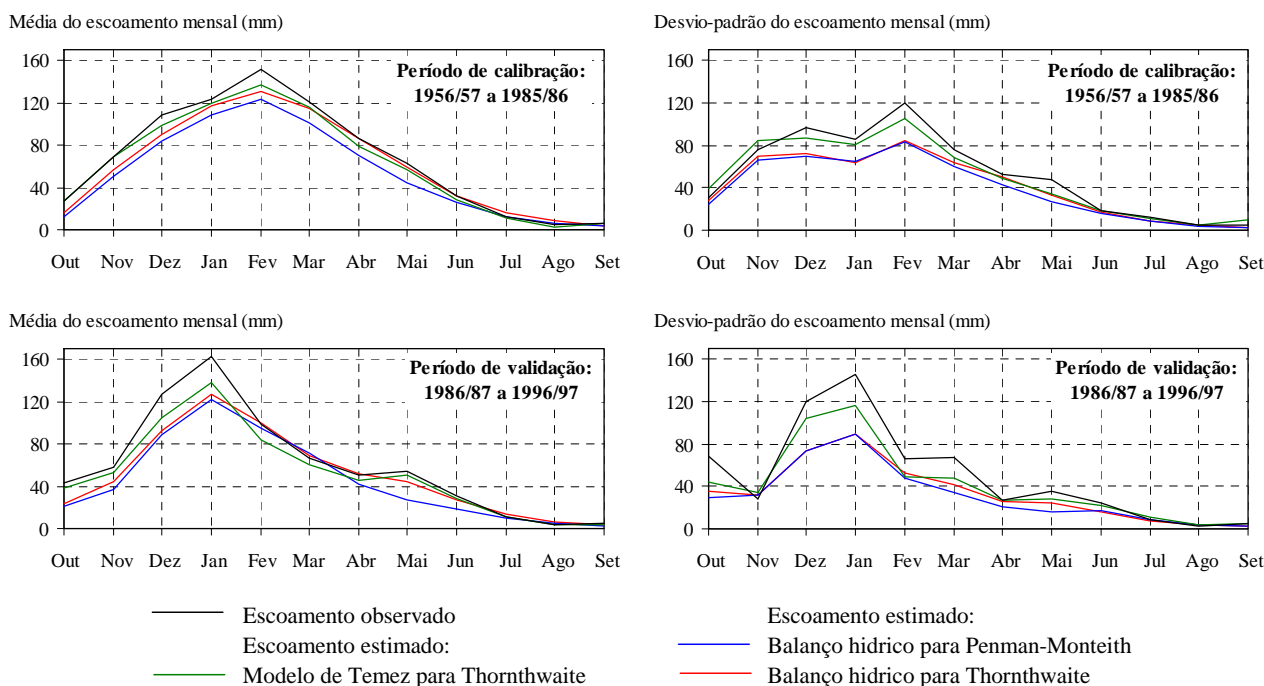 Média do escoamento mensal (mm)
160
120
80
40
0
Período de calibração:
1956/57 a 1985/86
Out Nov Dez Jan Fev Mar Abr Mai Jun Jul Ago Set
Desvio-padrão do escoamento mensal (mm)
160
120
80
40
0
Período de calibração:
1956/57 a 1985/86
Out Nov Dez Jan Fev Mar Abr Mai Jun Jul Ago Set
Média do escoamento mensal (mm)
160
120
80
40
0
Período de validação:
1986/87 a 1996/97
Out Nov Dez Jan Fev Mar Abr Mai Jun Jul Ago Set
Desvio-padrão do escoamento mensal (mm)
160
120
80
40
0
Período de validação:
1986/87 a 1996/97
Out Nov Dez Jan Fev Mar Abr Mai Jun Jul Ago Set
Escoamento observado
Escoamento estimado:
Modelo de Temez para Thornthwaite
Escoamento estimado:
Balanço hidrico para Penman-Monteith
Balanço hidrico para Thornthwaite